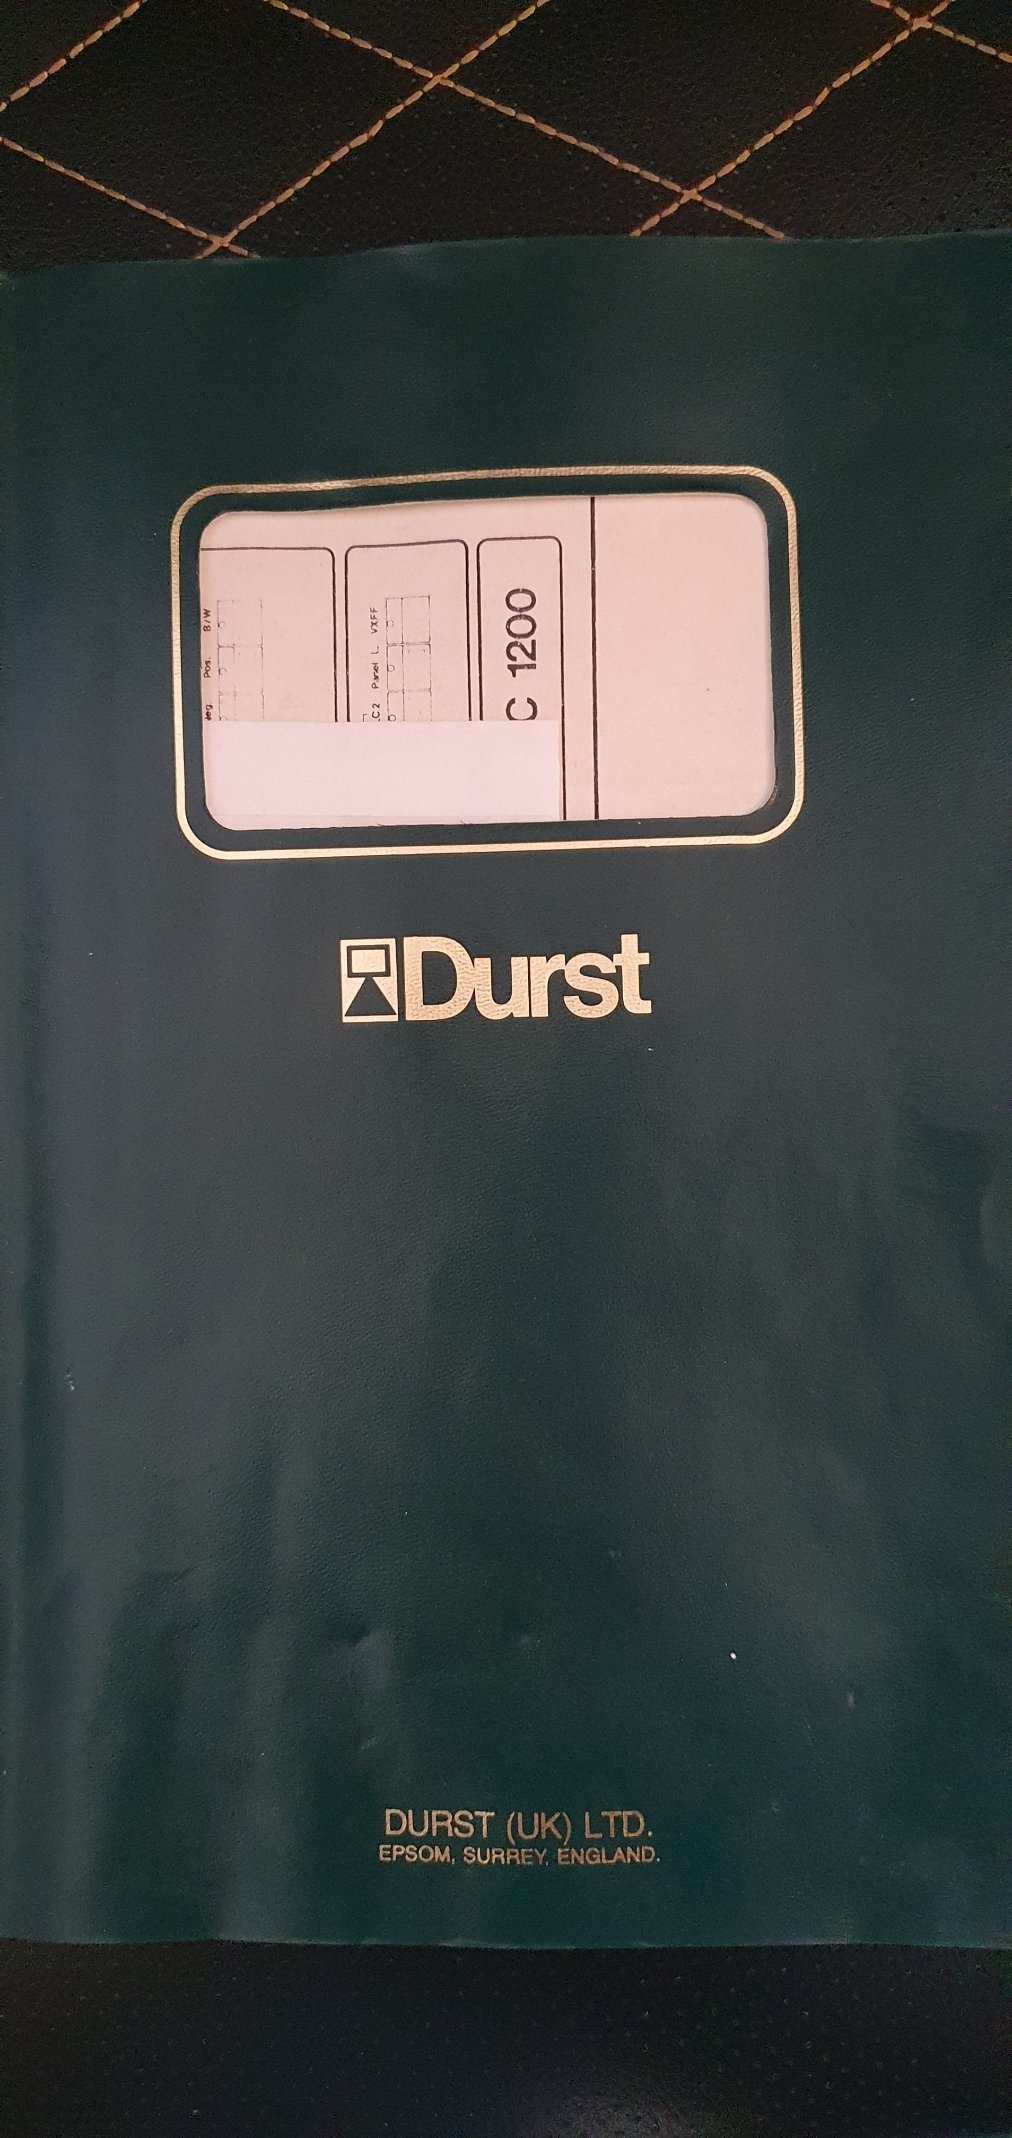 B/W
Pos.
VXFF
Panel L
C2
C 1200
Durst
DURST (UK) LTD.
EPSOM, SURREY, ENGLAND.